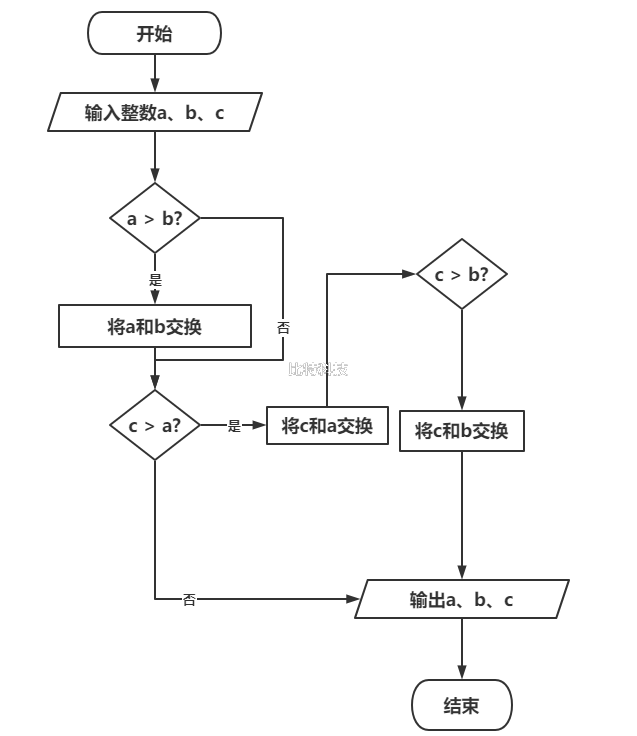 开始
输入整数a、b、c
a > b?
是
将a和b交换
否
c > a?
是
将c和a交换
c > b?
将c和b交换
否
输出a、b、c
结束
比特科技